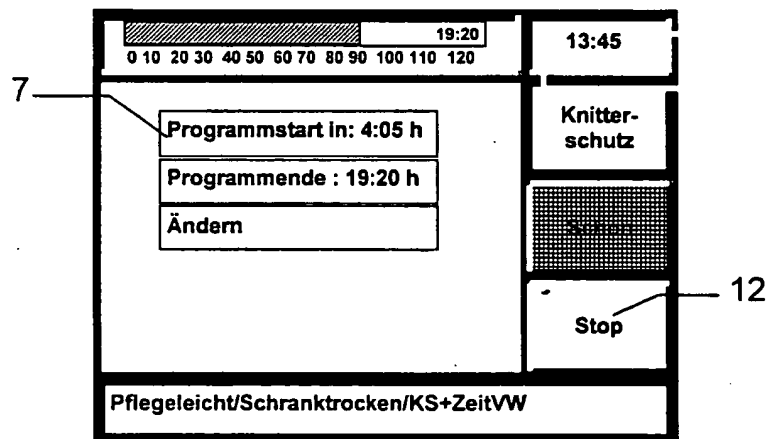 19:20
0 10 20 30 40 50 60 70 80 90 100 110 120
13:45
7
Programmstart in: 4:05 h
Programmende : 19:20 h
Ändern
Knitter-
schutz
Stop
12
Pflegeleicht/Schranktrocken/KS+ZeitVW